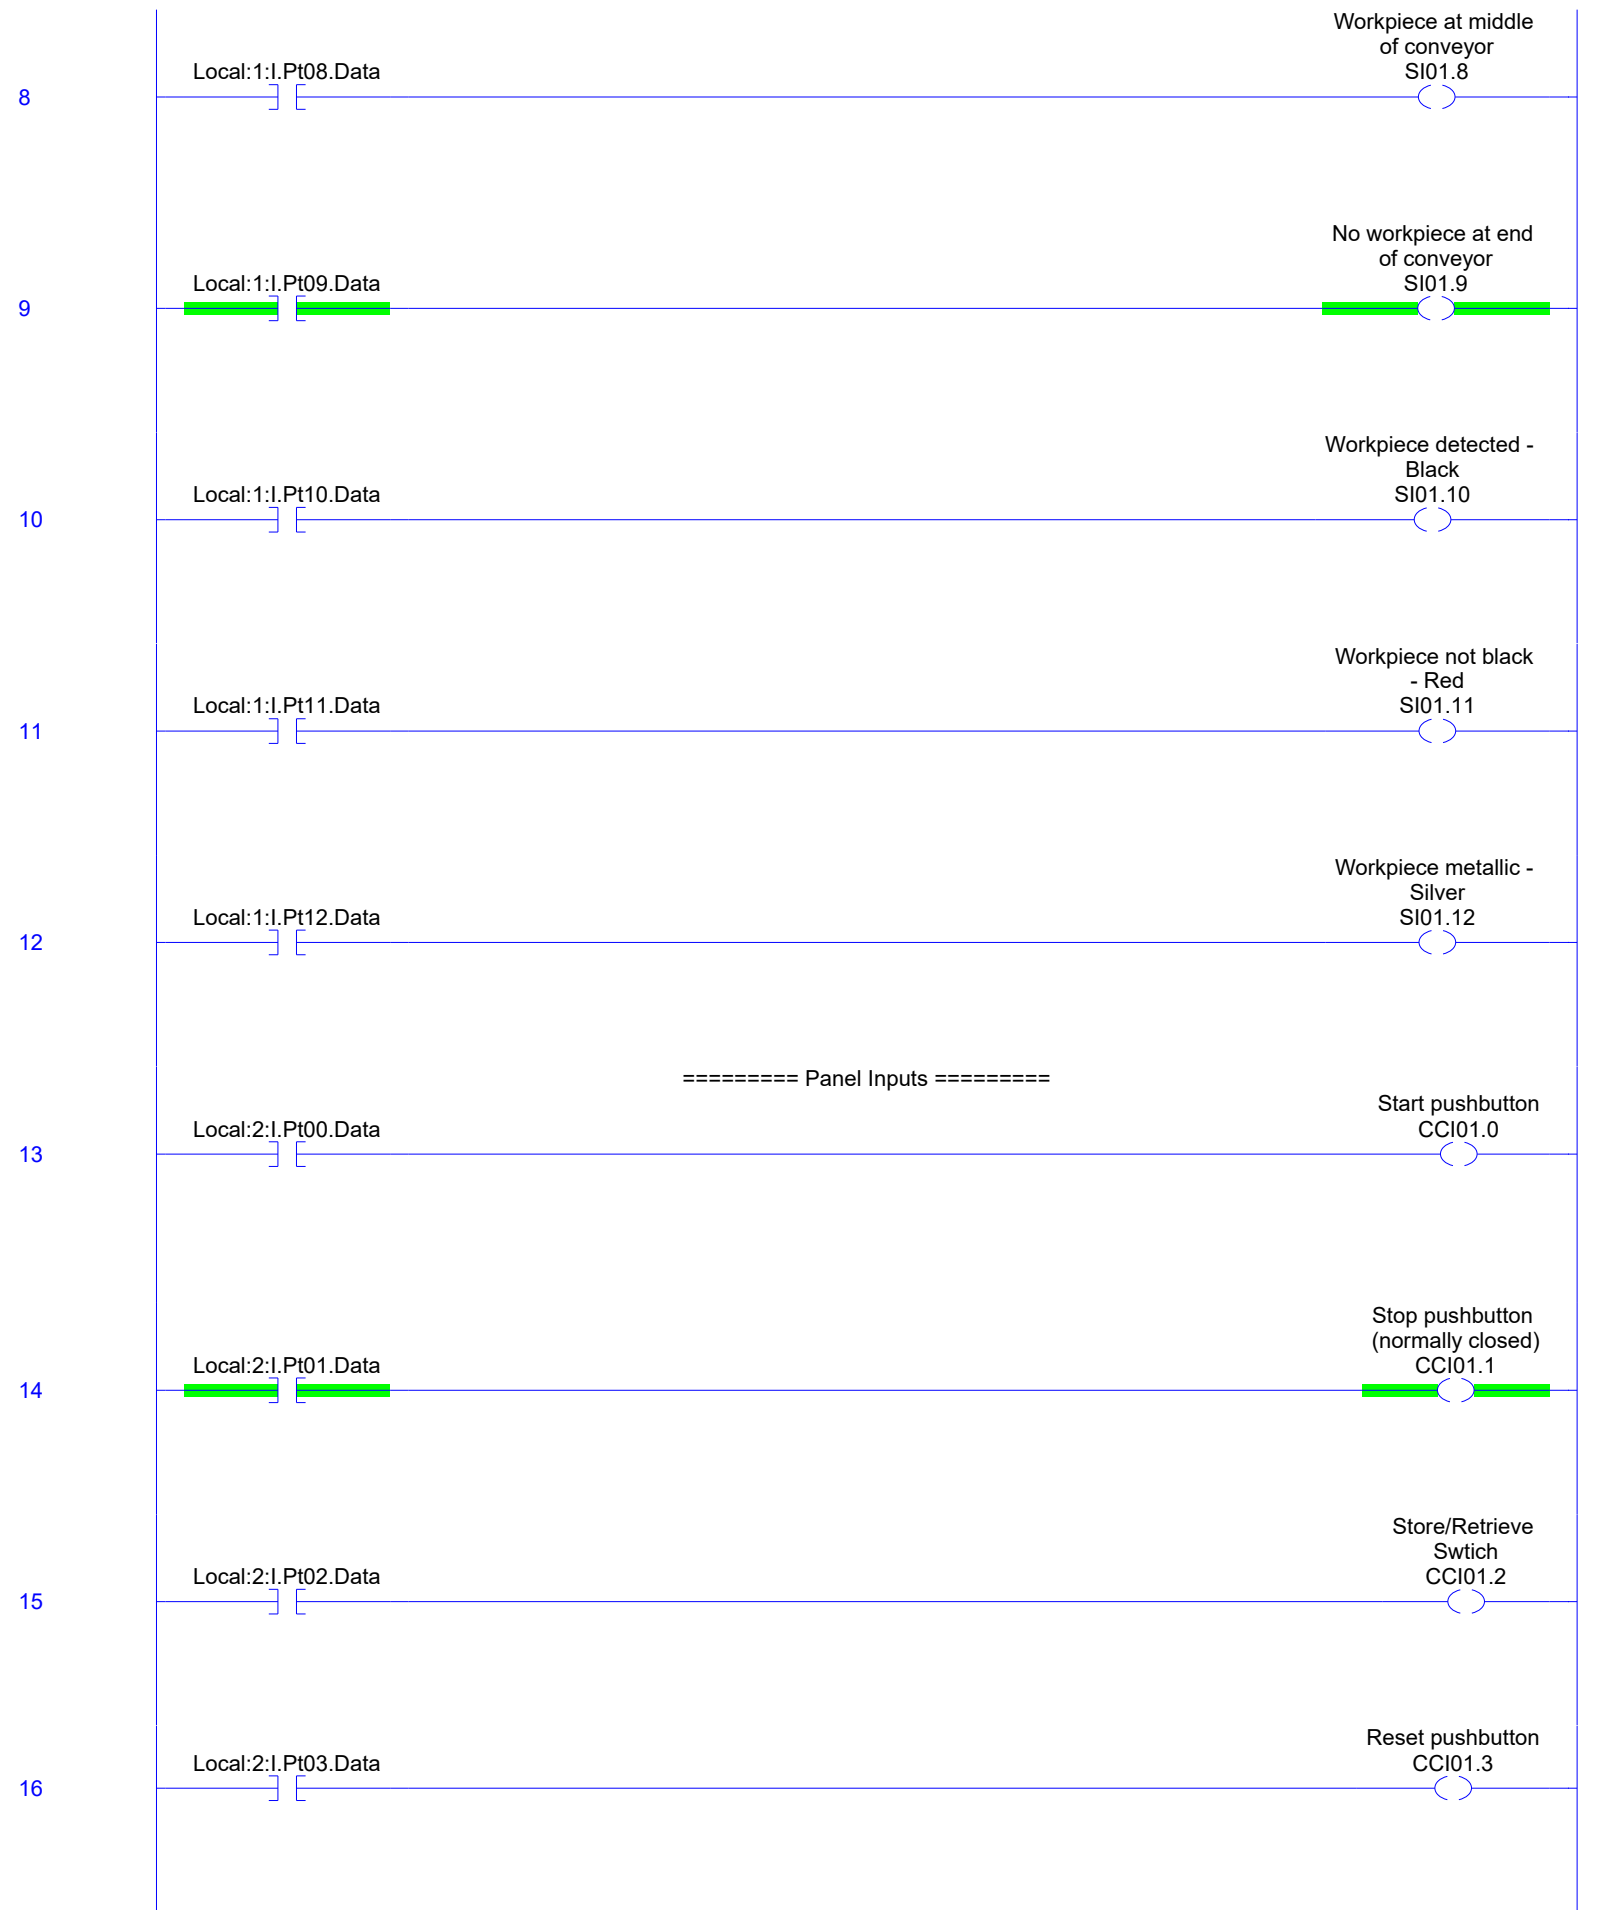 Workpiece at middle
of conveyor
Local:1:I.Pt08.Data
SI01.8
8
No workpiece at end
of conveyor
Local:1:I.Pt09.Data
SI01.9
9
Workpiece detected -
Black
Local:1:I.Pt10.Data
SI01.10
10
Workpiece not black
- Red
Local:1:I.Pt11.Data
SI01.11
11
Workpiece metallic -
Silver
Local:1:I.Pt12.Data
SI01.12
12
========= Panel Inputs =========
Start pushbutton
Local:2:I.Pt00.Data
CCI01.0
13
Stop pushbutton
(normally closed)
Local:2:I.Pt01.Data
CCI01.1
14
Store/Retrieve
Swtich
Local:2:I.Pt02.Data
CCI01.2
15
Reset pushbutton
Local:2:I.Pt03.Data
CCI01.3
16